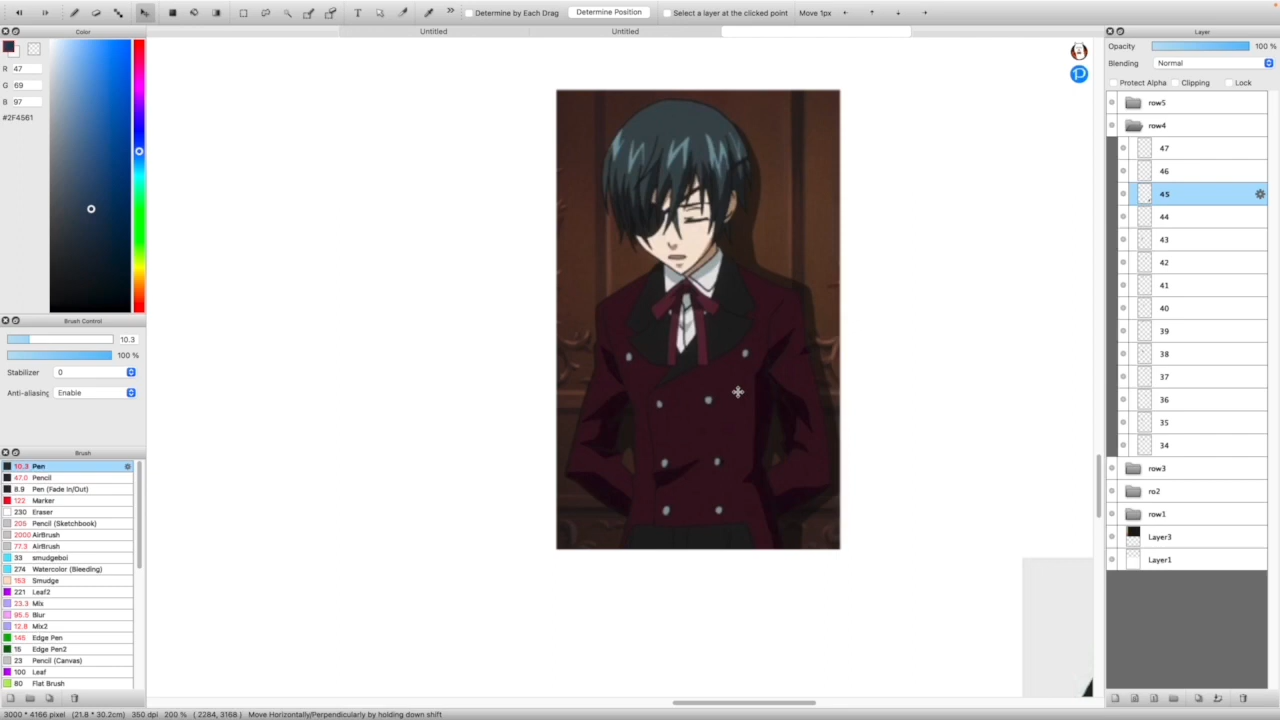 Determine by Each Drag Determine Position Select a layer at the clicked point Move 1px
Color Untitled Untitled Layer
R 47
G 69
B 97
#2F4561
Brush Control
10.3
100 %
Stabilizer 0
Anti-aliasing Enable
Brush
10.3 Pen
47.0 Pencil
8.9 Pen (Fade In/Out)
122 Marker
230 Eraser
205 Pencil (Sketchbook)
2000 AirBrush
77.3 AirBrush
33 smudgeboi
274 Watercolor (Bleeding)
153 Smudge
221 Leaf2
23.3 Mix
95.5 Blur
12.8 Mix2
145 Edge Pen
15 Edge Pen2
23 Pencil (Canvas)
100 Leaf
80 Flat Brush
Opacity 100 %
Blending Normal
Protect Alpha Clipping Lock
row5
row4
47
46
45
44
43
42
41
40
39
38
37
36
35
34
row3
ro2
row1
Layer3
Layer1
3000 * 4166 pixel (21.8 * 30.2cm) 350 dpi 200 % ( 2284, 3168 ) Move Horizontally/Perpendicularly by holding down shift